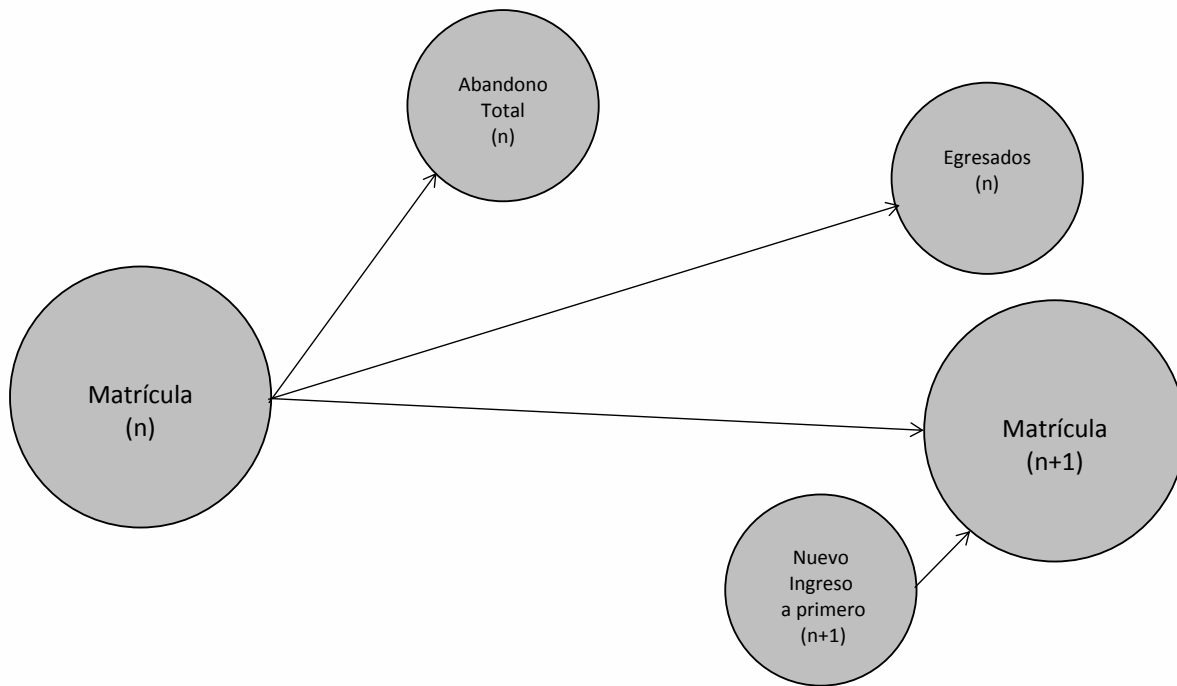 Abandono
Total
(n)
Egresados
(n)
Matrícula
(n)
Matrícula
(n+1)
Nuevo
Ingreso
a primero
(n+1)